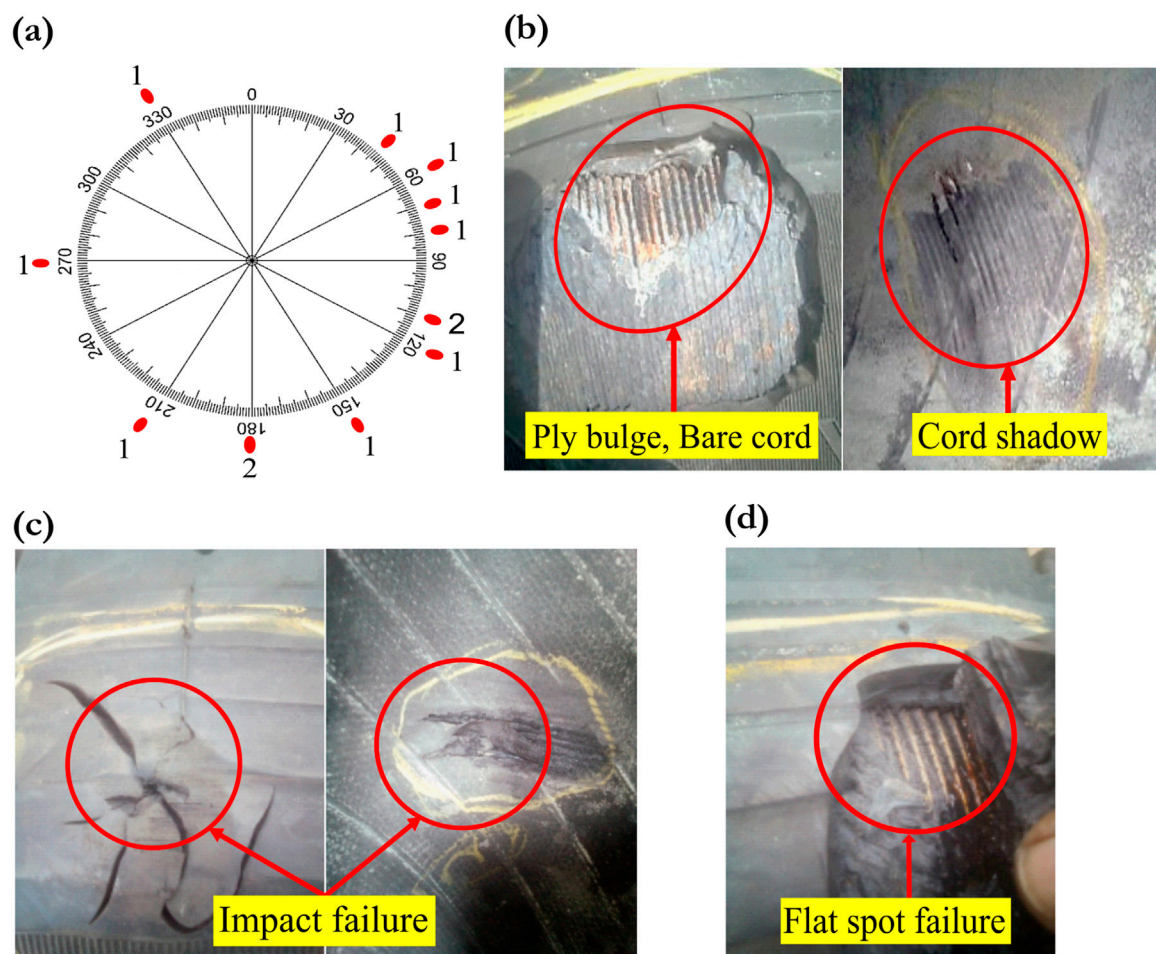 (a)
1
0
330
30
1
300
60
1
1
1
1
270
90
2
240
120
1
210
150
1
180
1
2
(b)
Ply bulge, Bare cord
Cord shadow
(c)
Impact failure
(d)
Flat spot failure